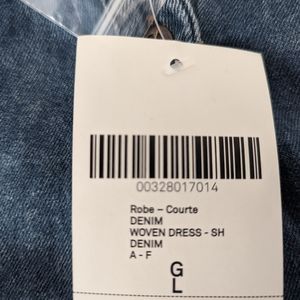 00328017014
Robe – Courte
DENIM
WOVEN DRESS - SH
DENIM
A - F
G
L